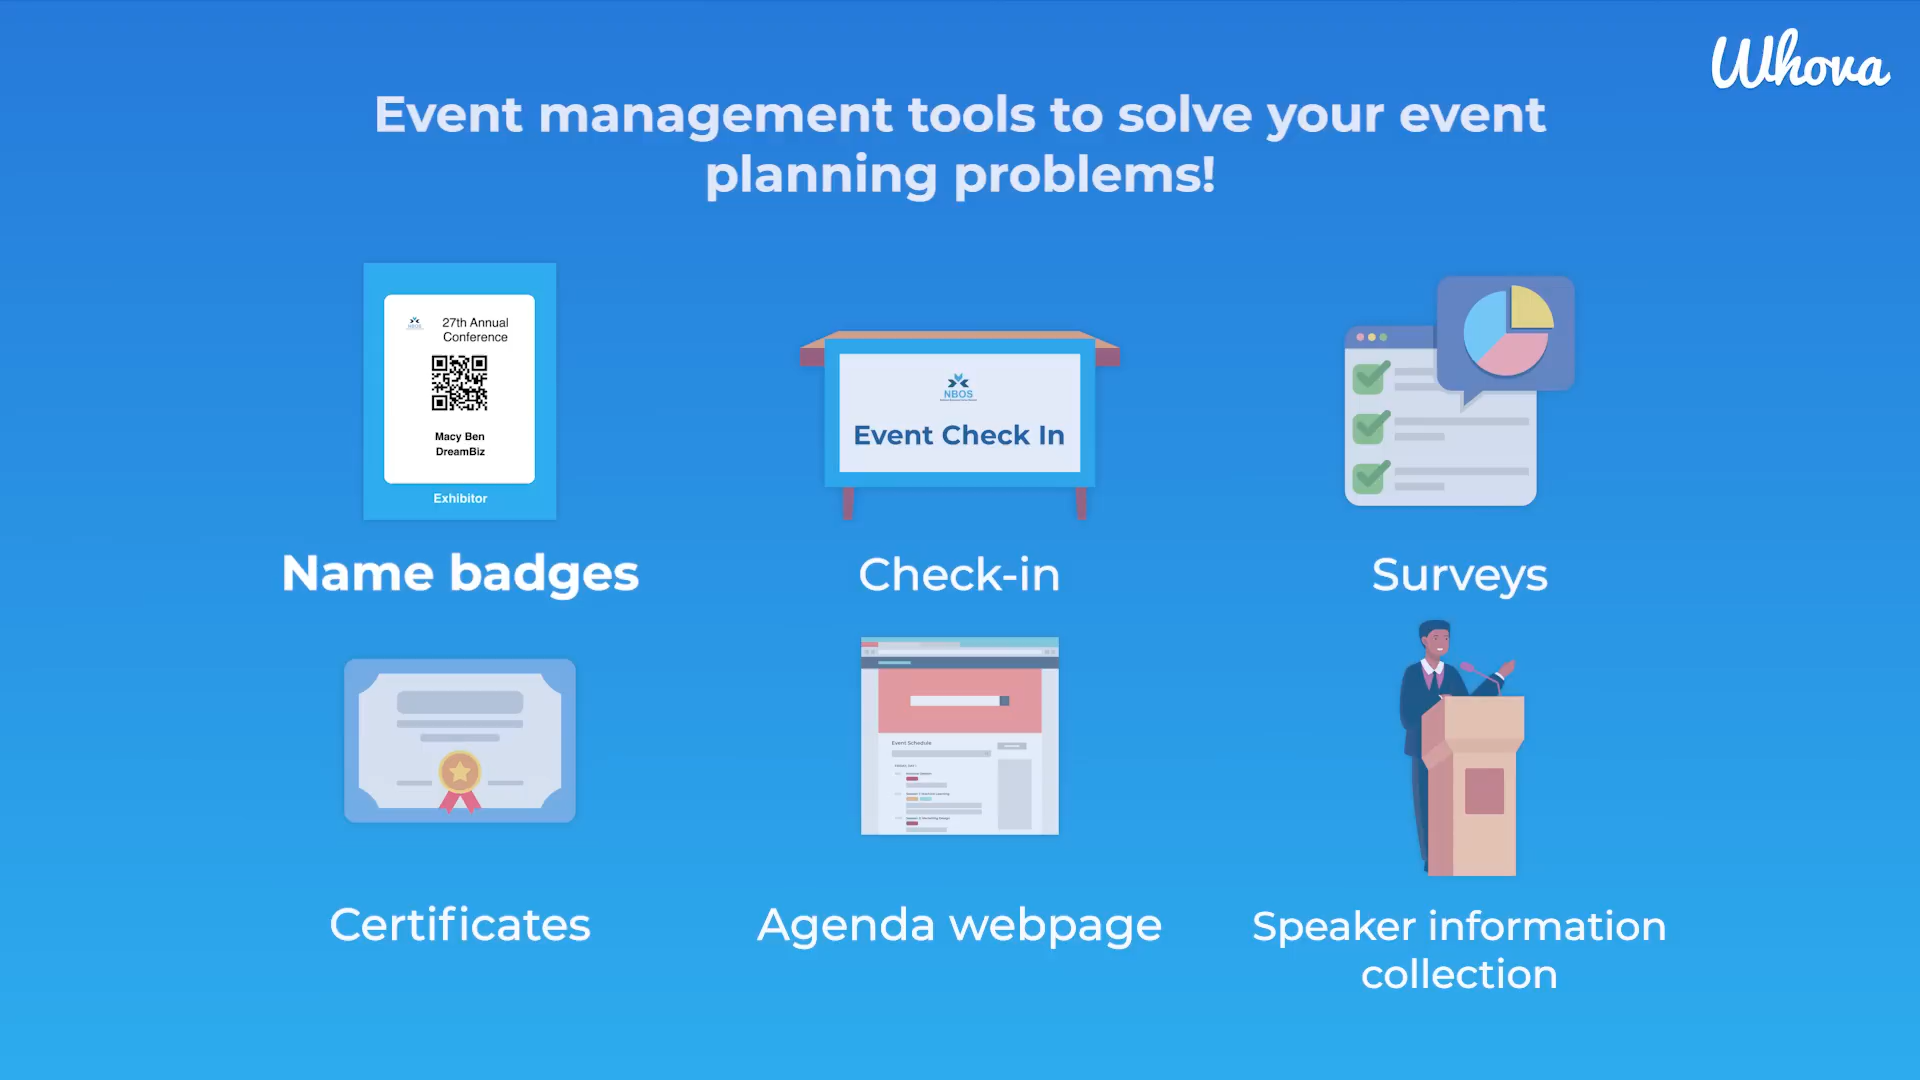 Whova
Event management tools to solve your event
planning problems!
NBOS
27th Annual
Conference
Macy Ben
DreamBiz
Exhibitor
NBOS
Event Check In
Name badges
Check-in
Surveys
Event Schedule
Certificates
Agenda webpage
Speaker information
collection